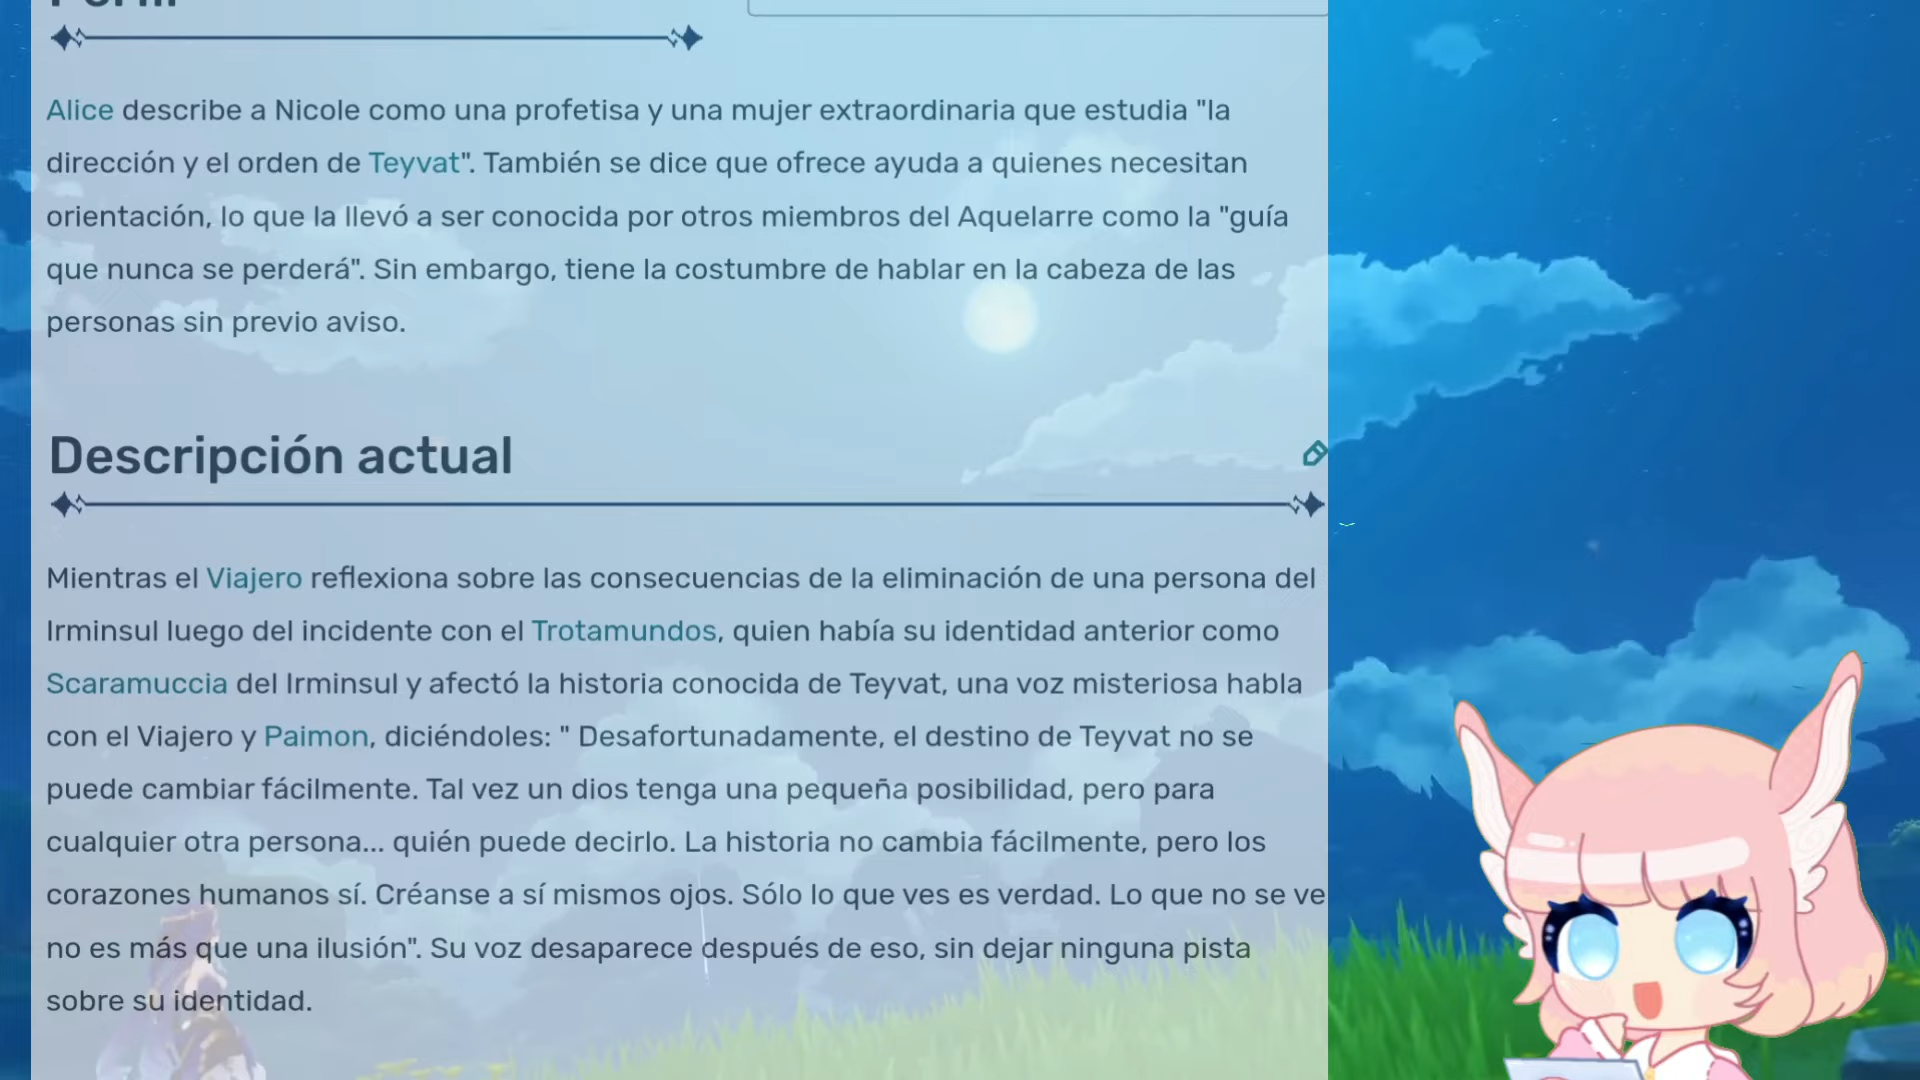 Perfil
Alice describe a Nicole como una profetisa y una mujer extraordinaria que estudia "la
dirección y el orden de Teyvat". También se dice que ofrece ayuda a quienes necesitan
orientación, lo que la llevó a ser conocida por otros miembros del Aquelarre como la "guía
que nunca se perderá". Sin embargo, tiene la costumbre de hablar en la cabeza de las
personas sin previo aviso.
Descripción actual
Mientras el Viajero reflexiona sobre las consecuencias de la eliminación de una persona del
Irminsul luego del incidente con el Trotamundos, quien había su identidad anterior como
Scaramuccia del Irminsul y afectó la historia conocida de Teyvat, una voz misteriosa habla
con el Viajero y Paimon, diciéndoles: " Desafortunadamente, el destino de Teyvat no se
puede cambiar fácilmente. Tal vez un dios tenga una pequeña posibilidad, pero para
cualquier otra persona... quién puede decirlo. La historia no cambia fácilmente, pero los
corazones humanos sí. Créanse a sí mismos ojos. Sólo lo que ves es verdad. Lo que no se ve
no es más que una ilusión". Su voz desaparece después de eso, sin dejar ninguna pista
sobre su identidad.